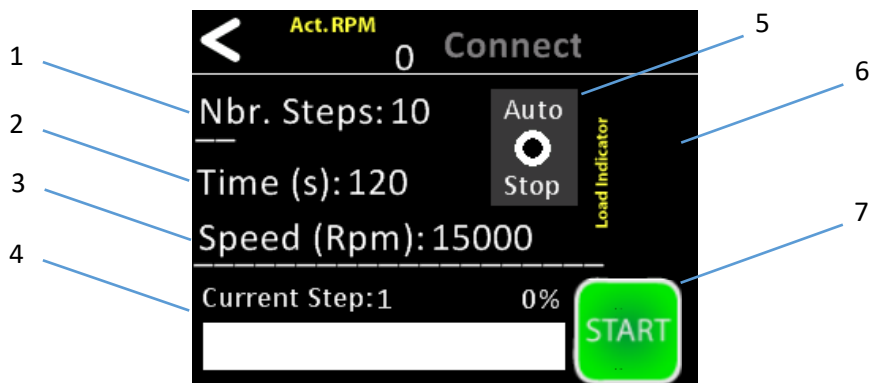 Act.RPM
0 Connect
Nbr. Steps: 10
Time (s): 120
Speed (Rpm): 15000
Auto
Stop
Load Indicator
Current Step:1 0%
START
1
2
3
4
5
6
7